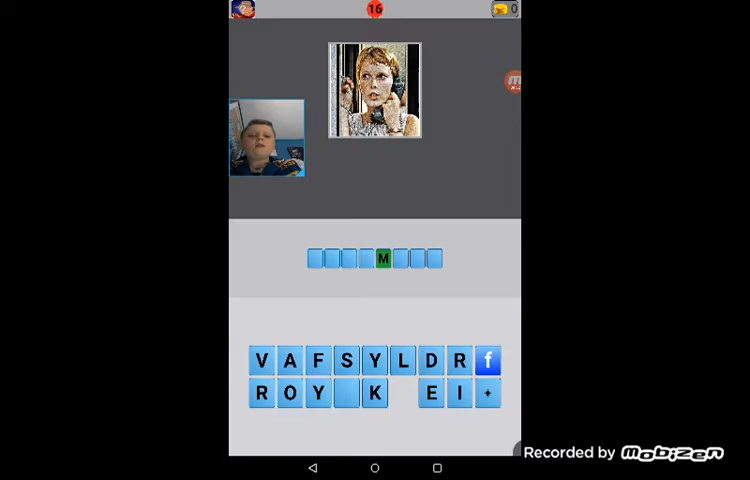 16
0
M
V A F S Y L D R f
R O Y K E I +
Recorded by Mobizen